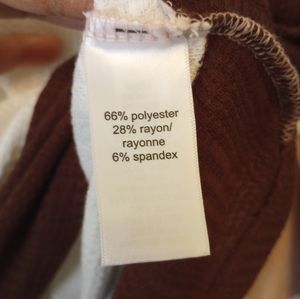 66% polyester
28% rayon/
rayonne
6% spandex